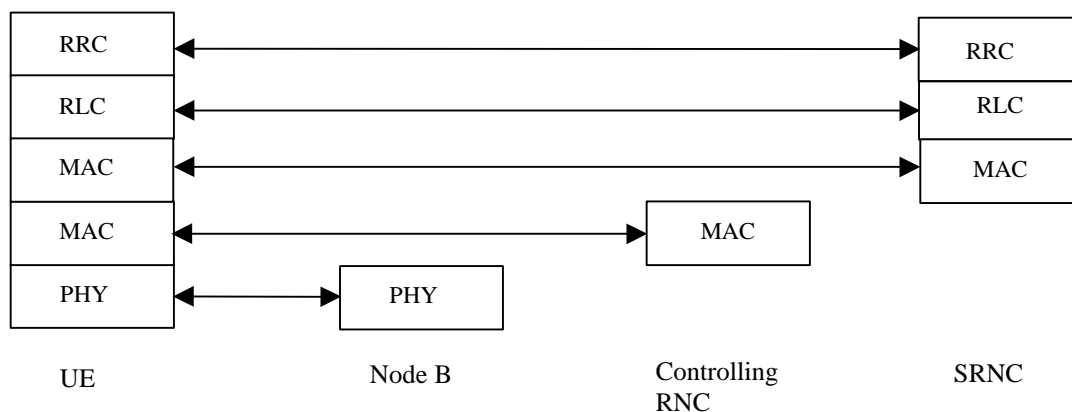 RRC RRC
RLC RLC
MAC MAC
MAC MAC
PHY PHY
UE Node B Controlling RNC SRNC